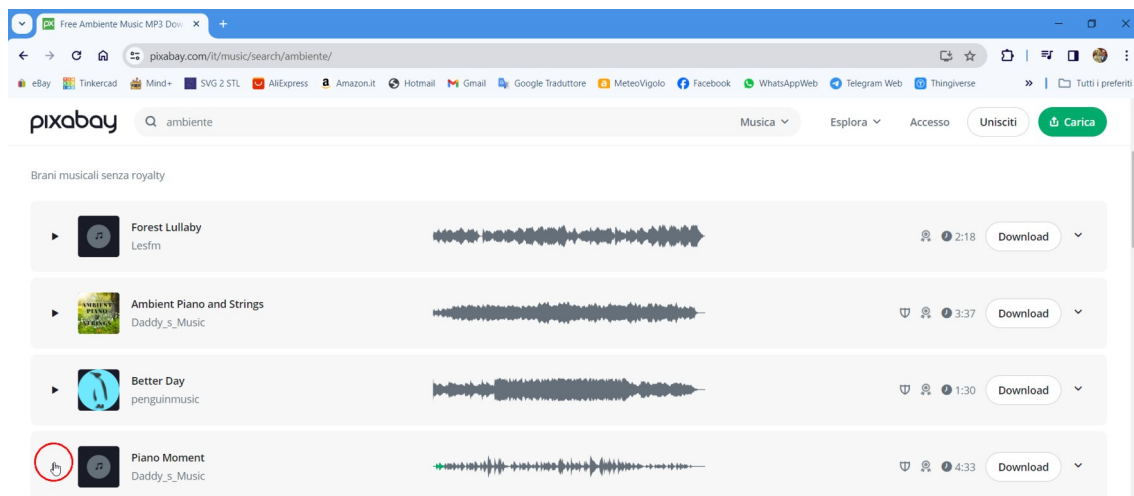 Free Ambiente Music MP3 Dow
pixabay.com/it/music/search/ambiente/
eBay Tinkercad Mind+ SVG 2 STL AliExpress Amazon.it Hotmail Gmail Google Traduttore MeteoVigolo Facebook WhatsAppWeb Telegram Web Thingiverse » Tutti i preferiti
pixabay ambiente Musica Esplora Accesso Unisciti Carica
Brani musicali senza royalty
Forest Lullaby
Lesfm
2:18 Download
AMBIENT PIANO & STRINGS
Ambient Piano and Strings
Daddy_s_Music
3:37 Download
Better Day
penguinmusic
1:30 Download
Piano Moment
Daddy_s_Music
4:33 Download